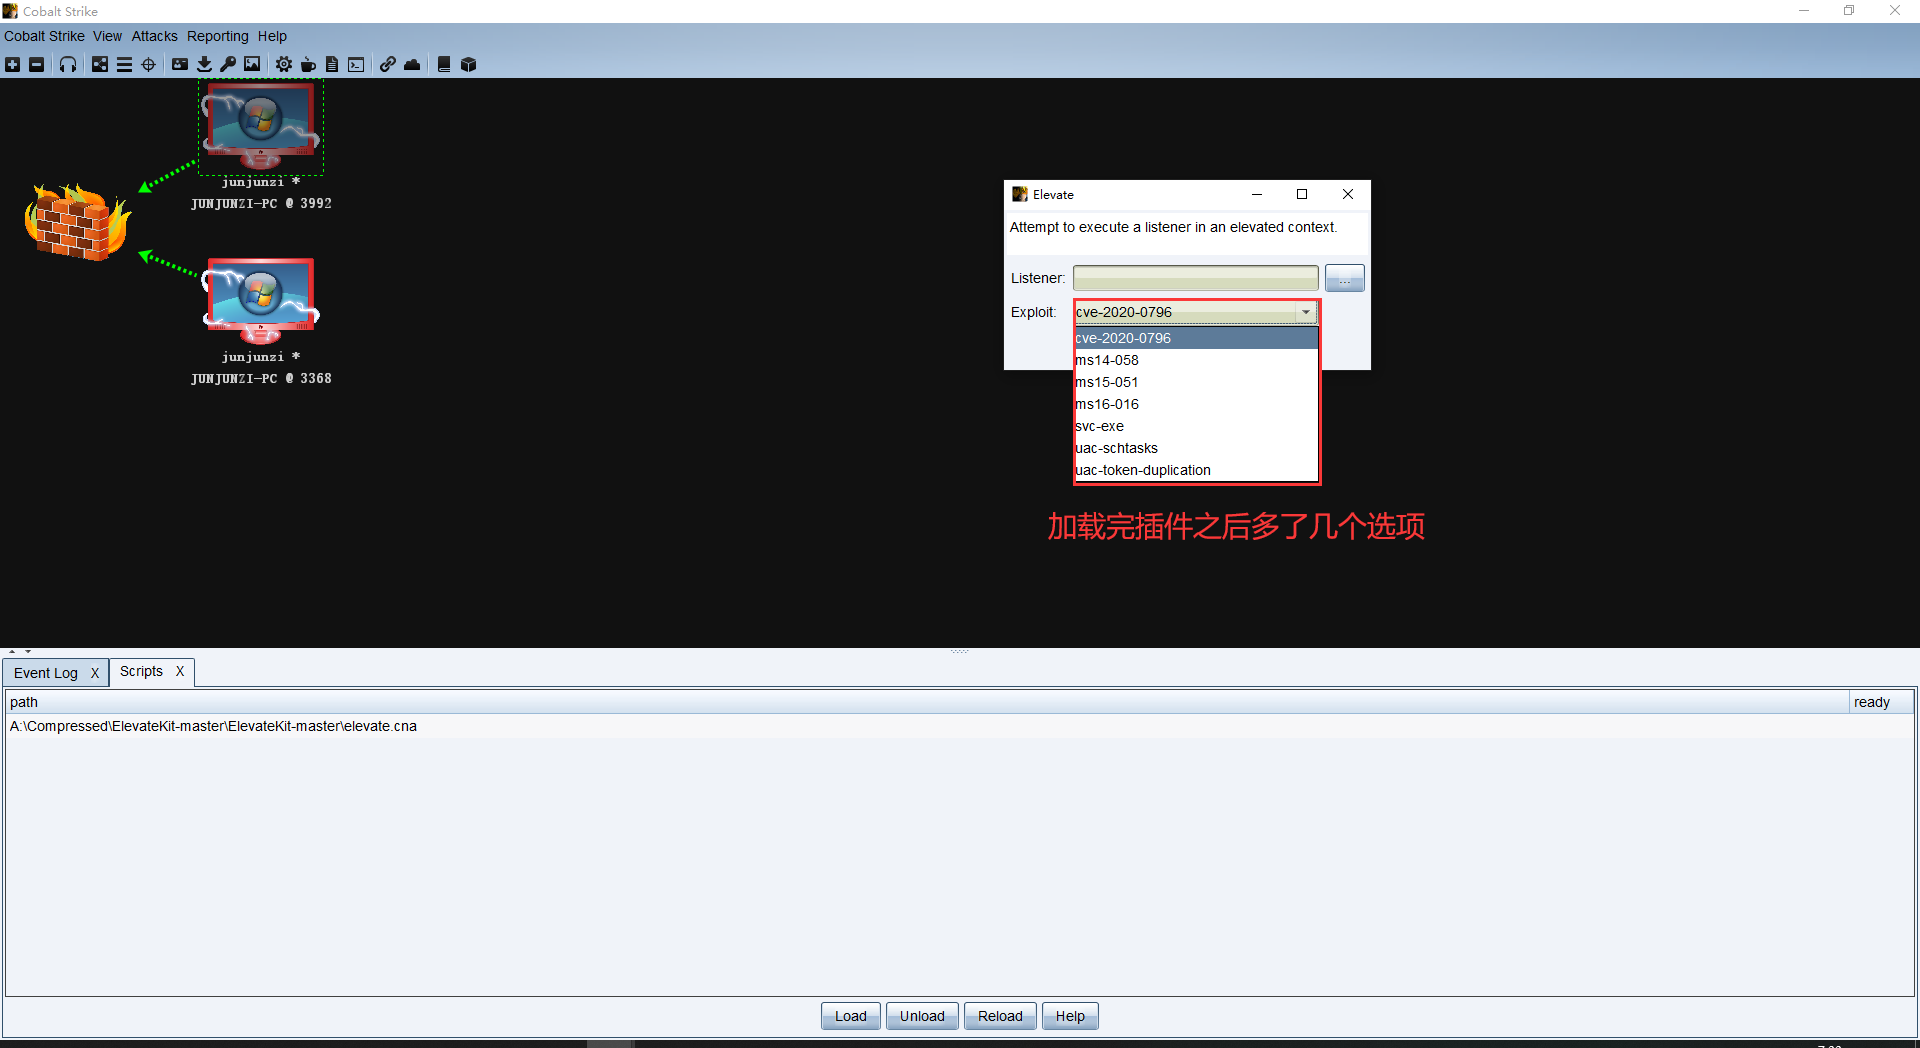 Cobalt Strike
Cobalt Strike View Attacks Reporting Help
junjunzi *
JUNJUNZI-PC @ 3992
junjunzi *
JUNJUNZI-PC @ 3368
Elevate
Attempt to execute a listener in an elevated context.
Listener:
...
Exploit: cve-2020-0796
cve-2020-0796
ms14-058
ms15-051
ms16-016
svc-exe
uac-schtasks
uac-token-duplication
加载完插件之后多了几个选项
Event Log X Scripts X
path ready
A:\Compressed\ElevateKit-master\ElevateKit-master\elevate.cna
Load Unload Reload Help